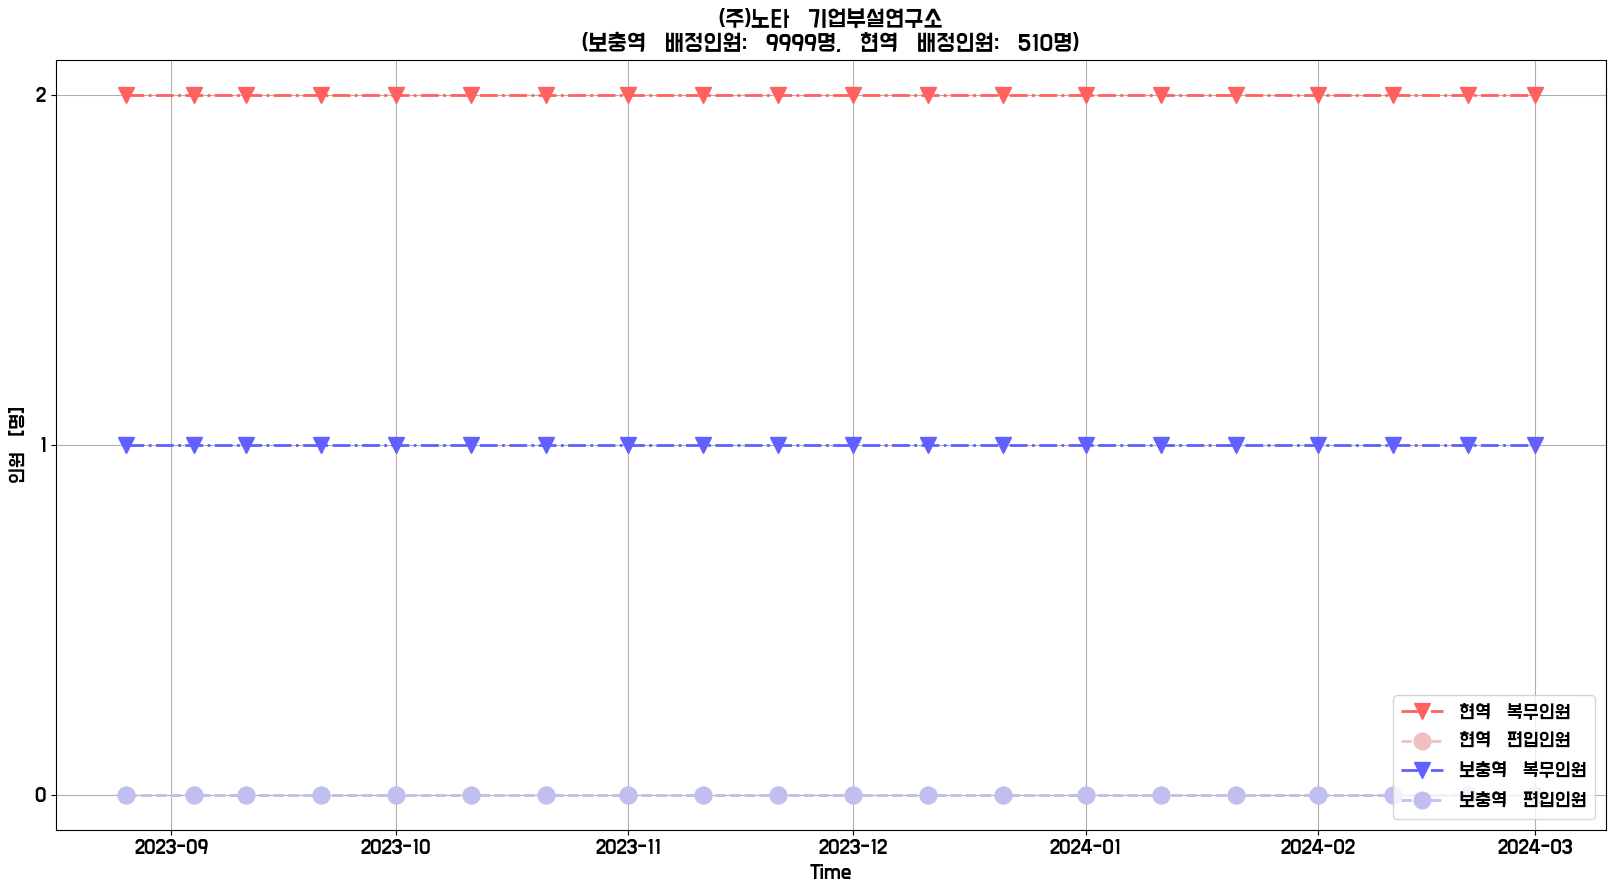 (주)노타 기업부설연구소
(보충역 배정인원: 9999명, 현역 배정인원: 510명)
2
1
0
인원 [명]
현역 복무인원
현역 편입인원
보충역 복무인원
보충역 편입인원
2023-09 2023-10 2023-11 2023-12 2024-01 2024-02 2024-03
Time